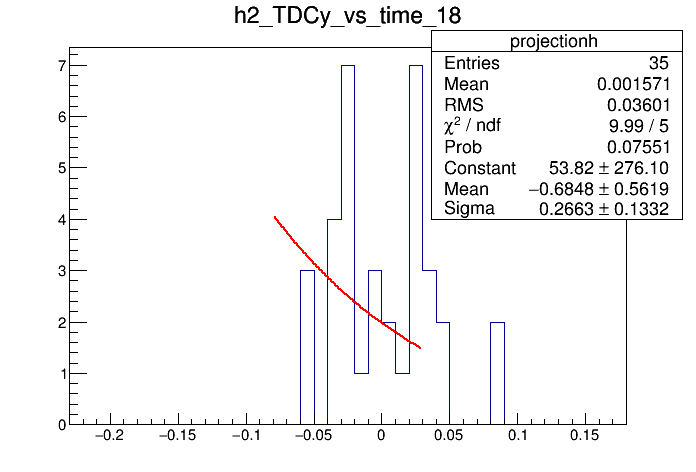 h2_TDCy_vs_time_18
projectionh
Entries 35
Mean 0.001571
RMS 0.03601
χ² / ndf 9.99 / 5
Prob 0.07551
Constant 53.82 ± 276.10
Mean −0.6848 ± 0.5619
Sigma 0.2663 ± 0.1332
7
6
5
4
3
2
1
0
−0.2 −0.15 −0.1 −0.05 0 0.05 0.1 0.15